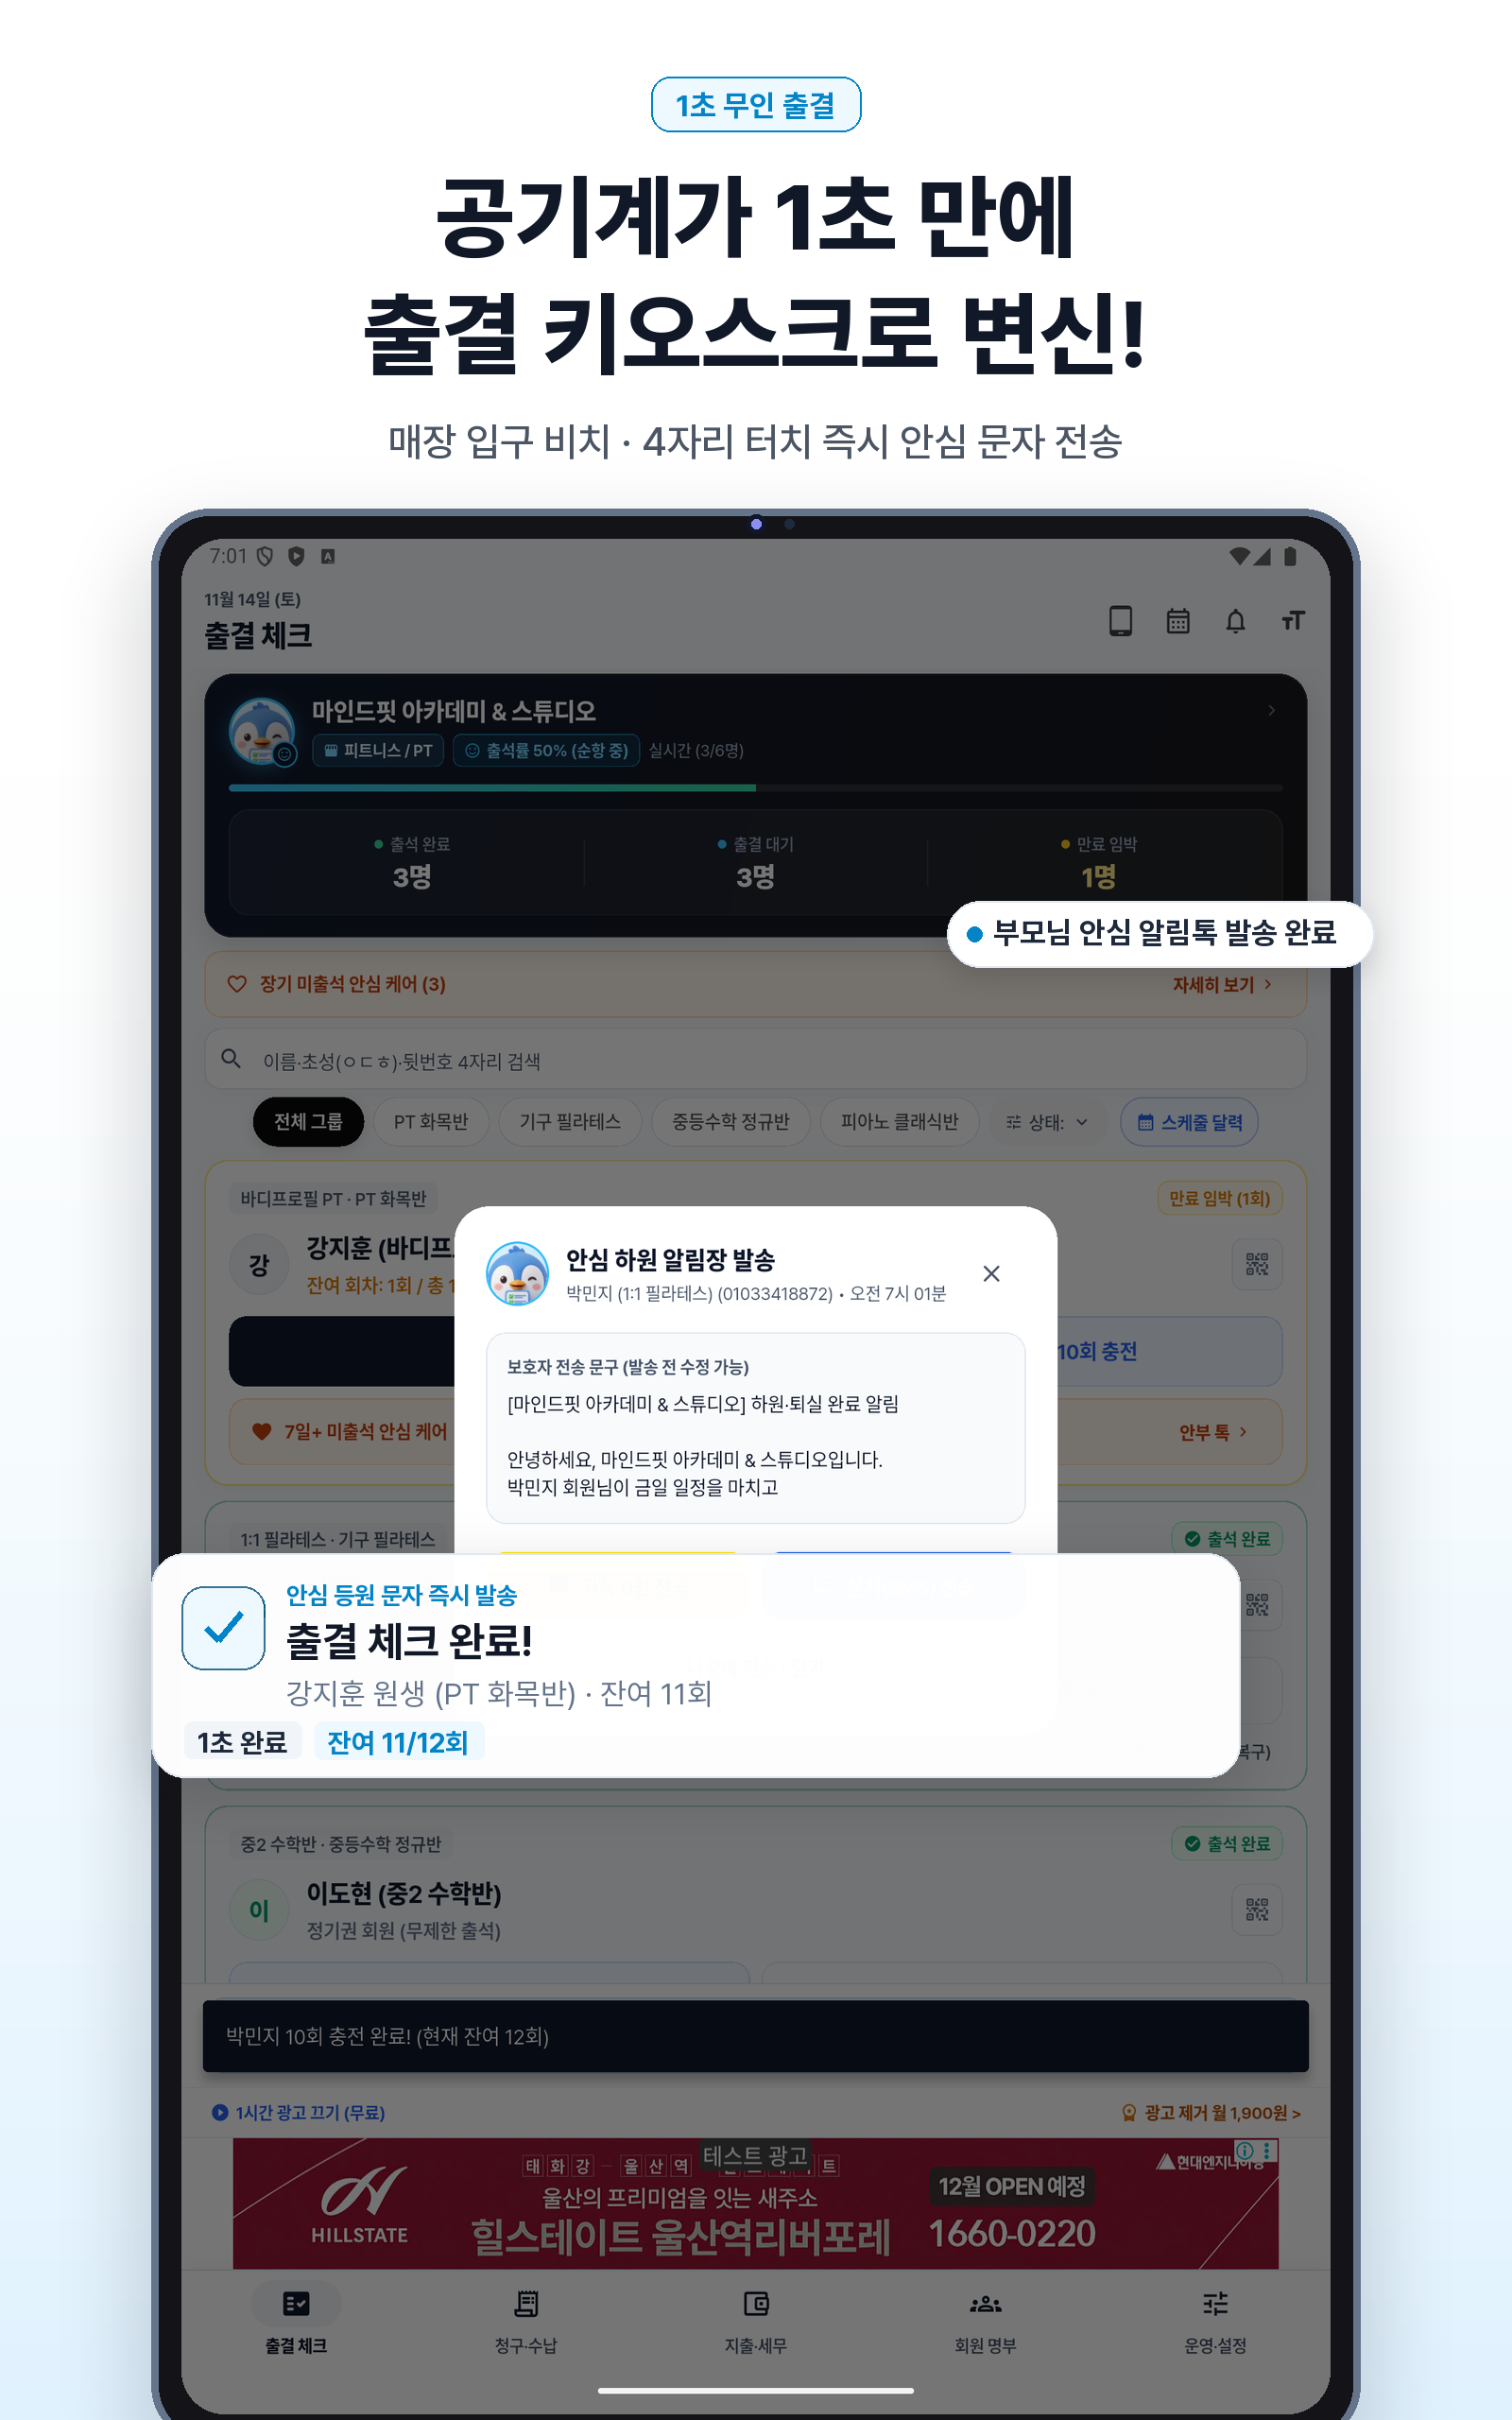 1초 무인 출결
공기계가 1초 만에
출결 키오스크로 변신!
매장 입구 비치 · 4자리 터치 즉시 안심 문자 전송
7:01
11월 14일 (토)
출결 체크
마인드핏 아카데미 & 스튜디오
피트니스 / PT
출석률 50% (순항 중)
실시간 (3/6명)
출석 완료
3명
출결 대기
3명
만료 임박
1명
부모님 안심 알림톡 발송 완료
장기 미출석 안심 케어 (3)
자세히 보기
이름·초성(ㅇㄷㅎ)·뒷번호 4자리 검색
전체 그룹
PT 화목반
기구 필라테스
중등수학 정규반
피아노 클래식반
상태:
스케줄 달력
바디프로필 PT · PT 화목반
만료 임박 (1회)
강
강지훈 (바디프
잔여 회차: 1회 / 총 1
10회 충전
7일+ 미출석 안심 케어
안부 톡
안심 하원 알림장 발송
박민지 (1:1 필라테스) (01033418872) • 오전 7시 01분
보호자 전송 문구 (발송 전 수정 가능)
[마인드핏 아카데미 & 스튜디오] 하원·퇴실 완료 알림
안녕하세요, 마인드핏 아카데미 & 스튜디오입니다.
박민지 회원님이 금일 일정을 마치고
1:1 필라테스 · 기구 필라테스
출석 완료
안심 등원 문자 즉시 발송
출결 체크 완료!
강지훈 원생 (PT 화목반) · 잔여 11회
1초 완료
잔여 11/12회
복구)
중2 수학반 · 중등수학 정규반
출석 완료
이
이도현 (중2 수학반)
정기권 회원 (무제한 출석)
박민지 10회 충전 완료! (현재 잔여 12회)
1시간 광고 끄기 (무료)
광고 제거 월 1,900원 >
테스트 광고
태화강 - 울산역
트
현대엔지니어링
HILLSTATE
울산의 프리미엄을 잇는 새주소
힐스테이트 울산역리버포레
12월 OPEN 예정
1660-0220
출결 체크
청구·수납
지출·세무
회원 명부
운영·설정